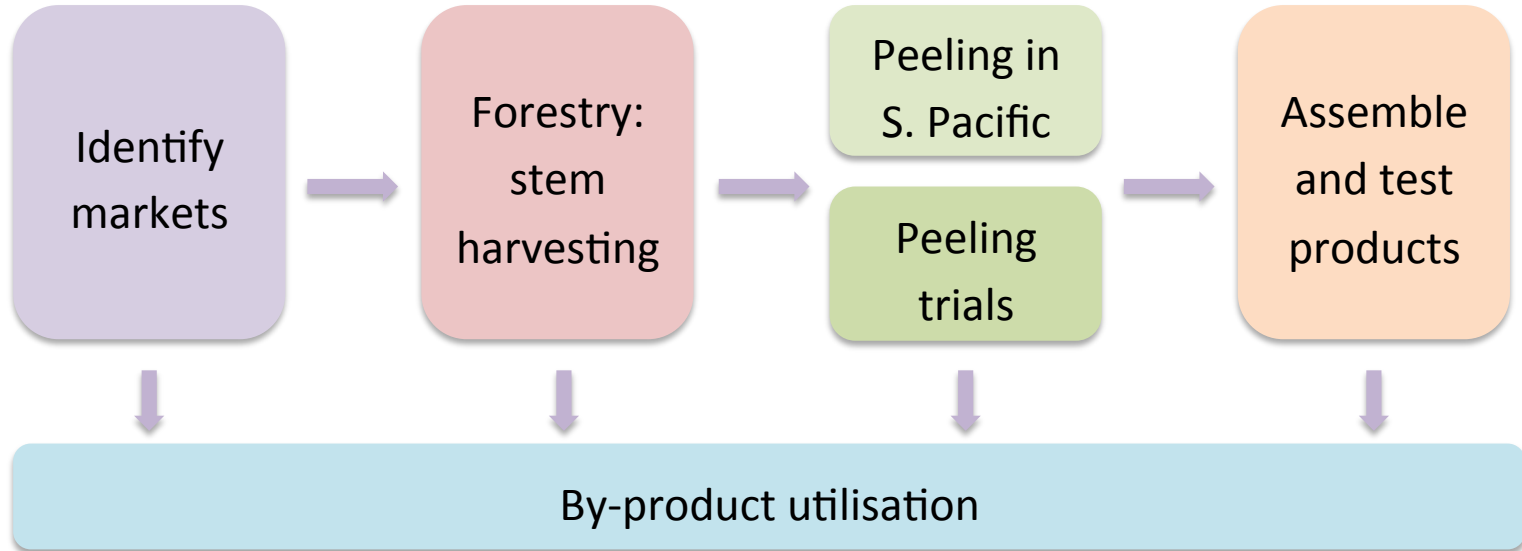 Identify
markets
Forestry:
stem
harvesting
Peeling in
S. Pacific
Peeling
trials
Assemble
and test
products
By-product utilisation